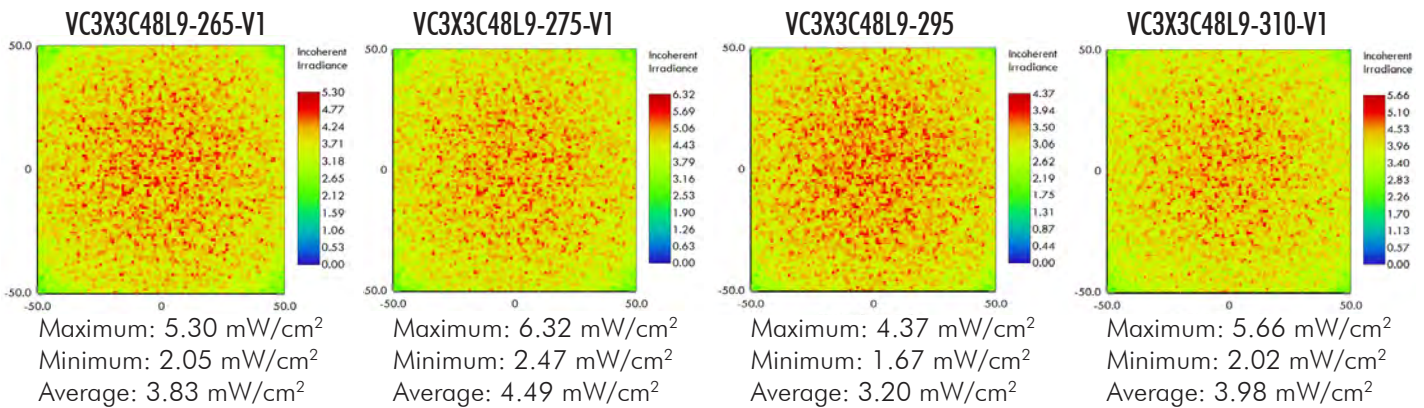 VC3X3C48L9-265-V1
50.0
0
-50.0
-50.0
0
50.0
Incoherent
Irradiance
5.30
4.77
4.24
3.71
3.18
2.65
2.12
1.59
1.06
0.53
0.00
Maximum: 5.30 mW/cm²
Minimum: 2.05 mW/cm²
Average: 3.83 mW/cm²
VC3X3C48L9-275-V1
50.0
0
-50.0
-50.0
0
50.0
Incoherent
Irradiance
6.32
5.69
5.06
4.43
3.79
3.16
2.53
1.90
1.26
0.63
0.00
Maximum: 6.32 mW/cm²
Minimum: 2.47 mW/cm²
Average: 4.49 mW/cm²
VC3X3C48L9-295
50.0
0
-50.0
-50.0
0
50.0
Incoherent
Irradiance
4.37
3.94
3.50
3.06
2.62
2.19
1.75
1.31
0.87
0.44
0.00
Maximum: 4.37 mW/cm²
Minimum: 1.67 mW/cm²
Average: 3.20 mW/cm²
VC3X3C48L9-310-V1
50.0
0
-50.0
-50.0
0
50.0
Incoherent
Irradiance
5.66
5.10
4.53
3.96
3.40
2.83
2.26
1.70
1.13
0.57
0.00
Maximum: 5.66 mW/cm²
Minimum: 2.02 mW/cm²
Average: 3.98 mW/cm²